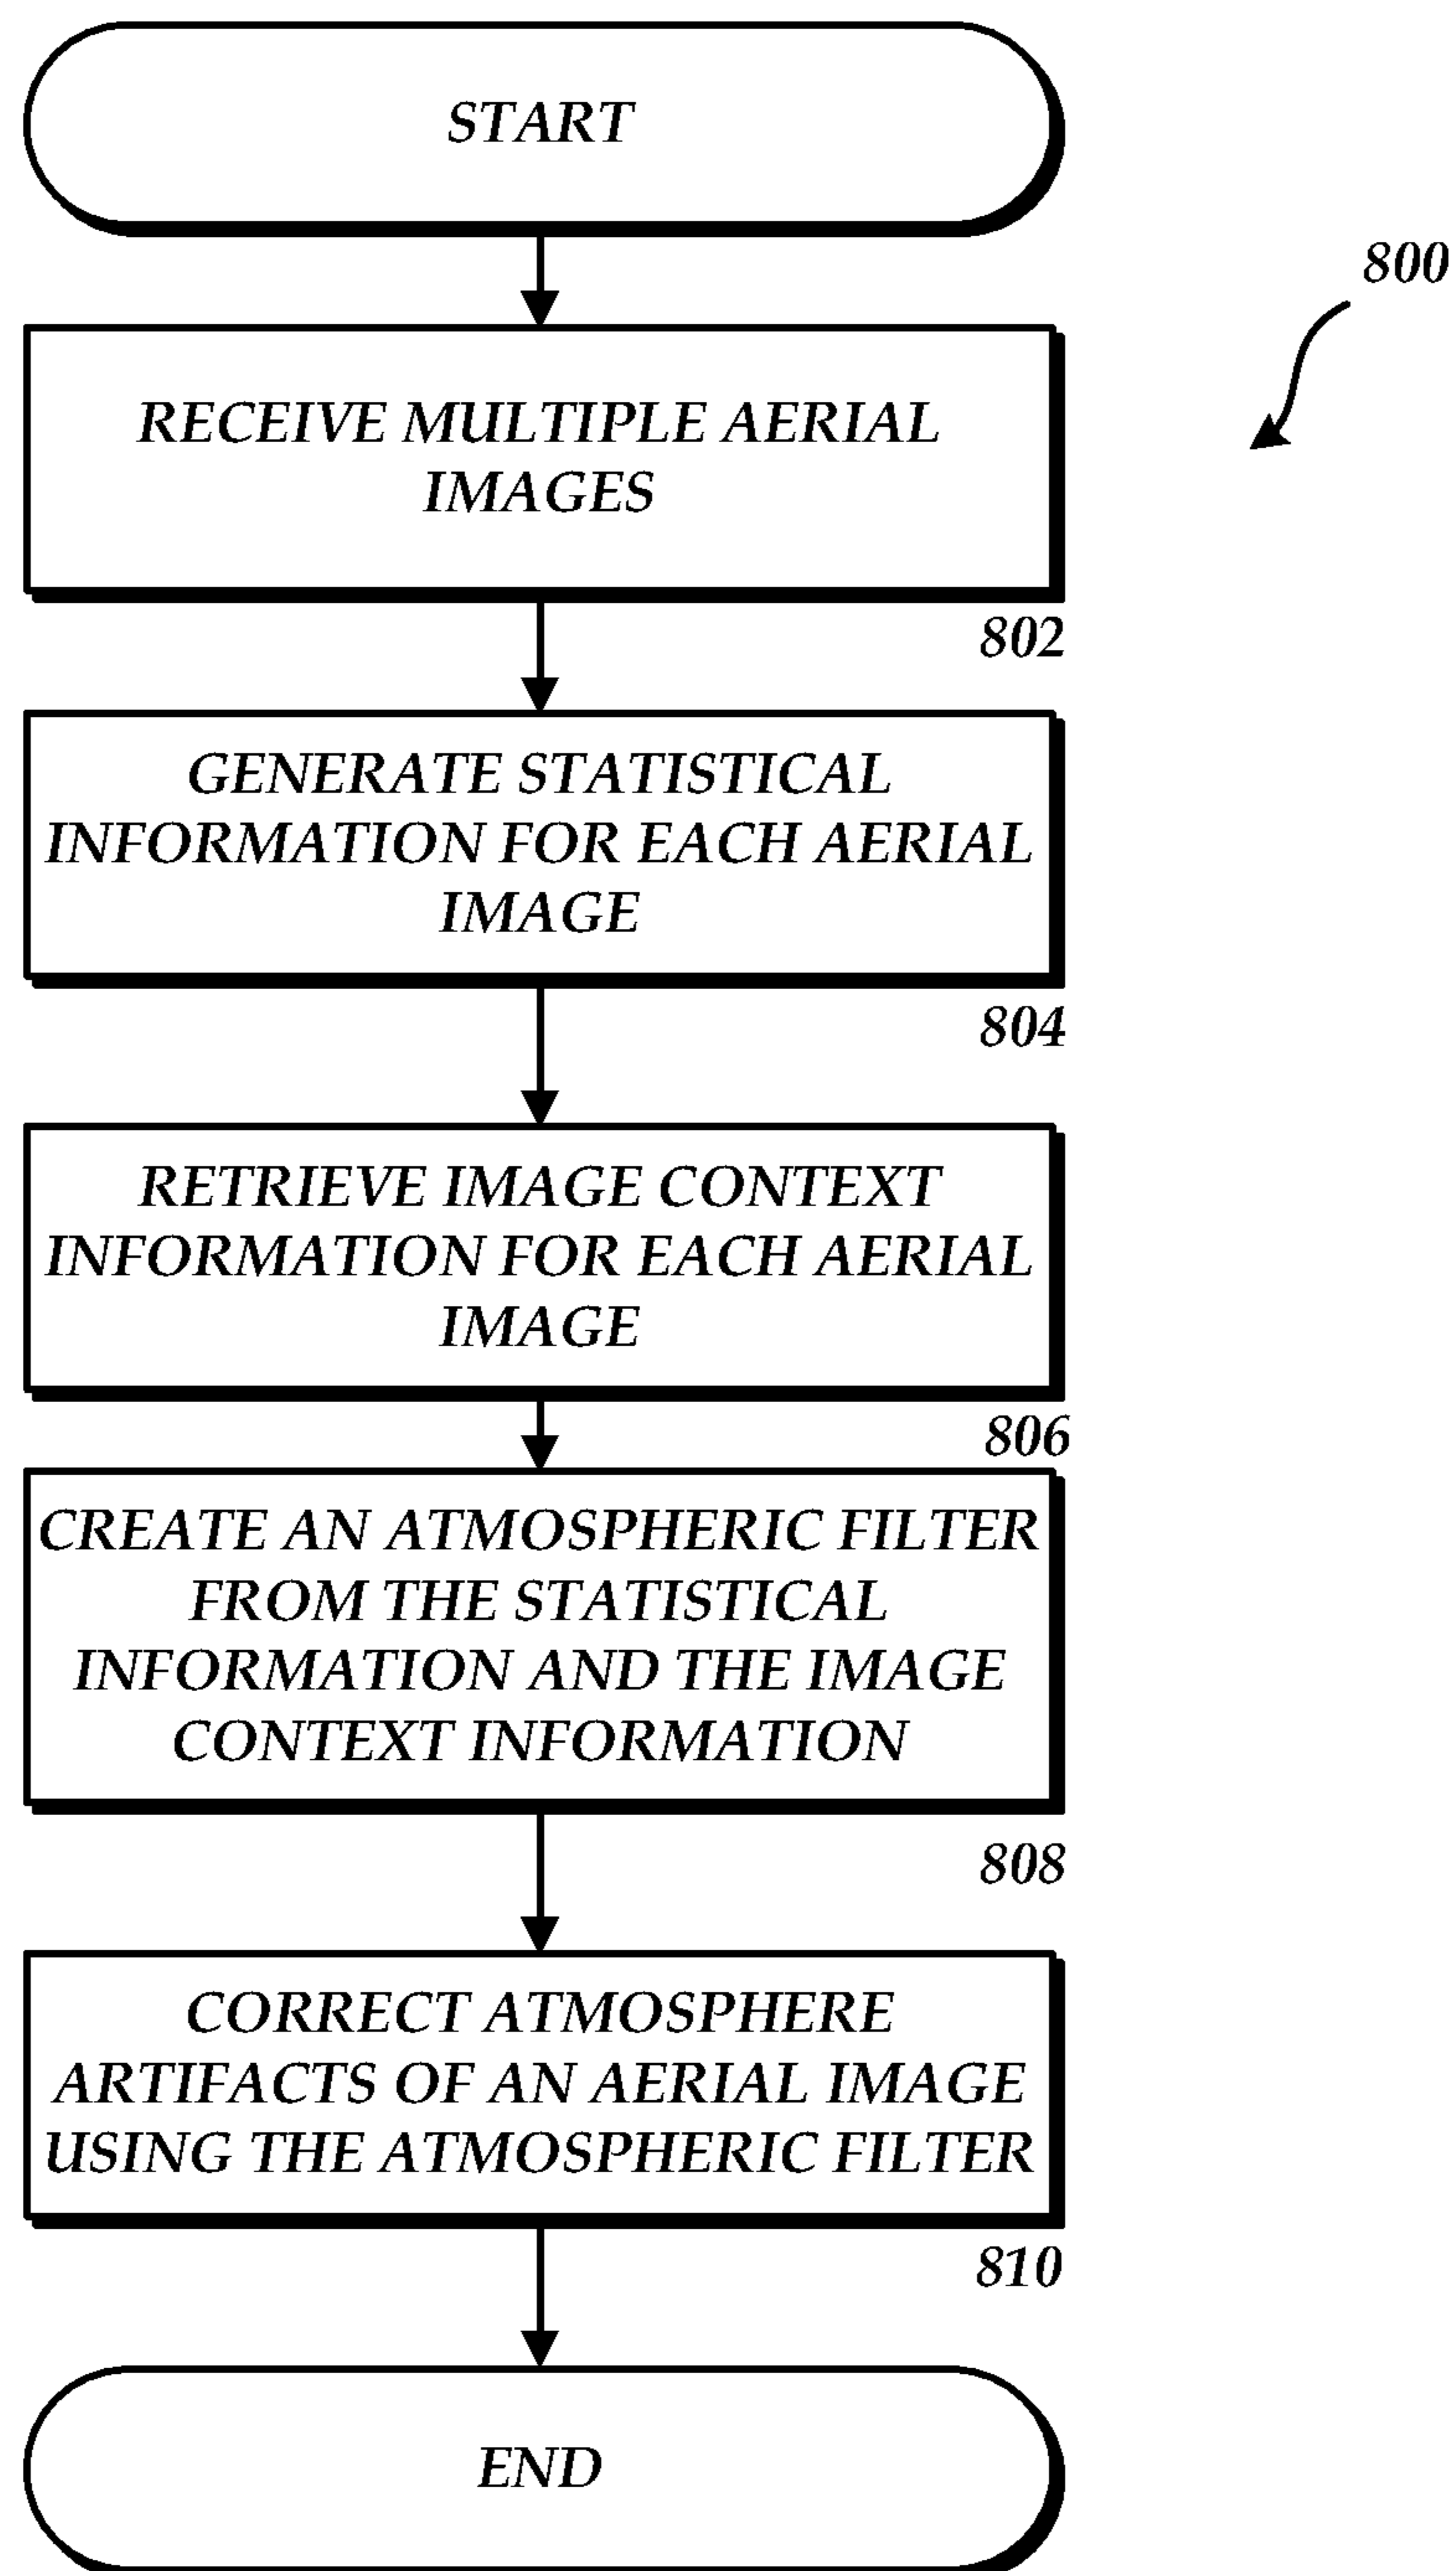 START
800
RECEIVE MULTIPLE AERIAL
IMAGES
802
GENERATE STATISTICAL
INFORMATION FOR EACH AERIAL
IMAGE
804
RETRIEVE IMAGE CONTEXT
INFORMATION FOR EACH AERIAL
IMAGE
806
CREATE AN ATMOSPHERIC FILTER
FROM THE STATISTICAL
INFORMATION AND THE IMAGE
CONTEXT INFORMATION
808
CORRECT ATMOSPHERE
ARTIFACTS OF AN AERIAL IMAGE
USING THE ATMOSPHERIC FILTER
810
END